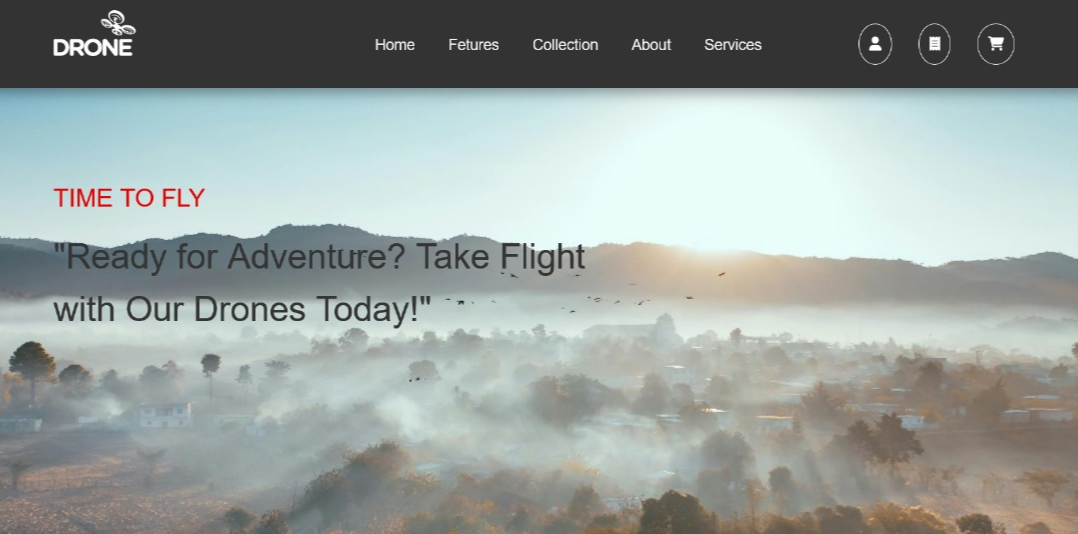 DRONE
Home Fetures Collection About Services
TIME TO FLY
"Ready for Adventure? Take Flight
with Our Drones Today!"